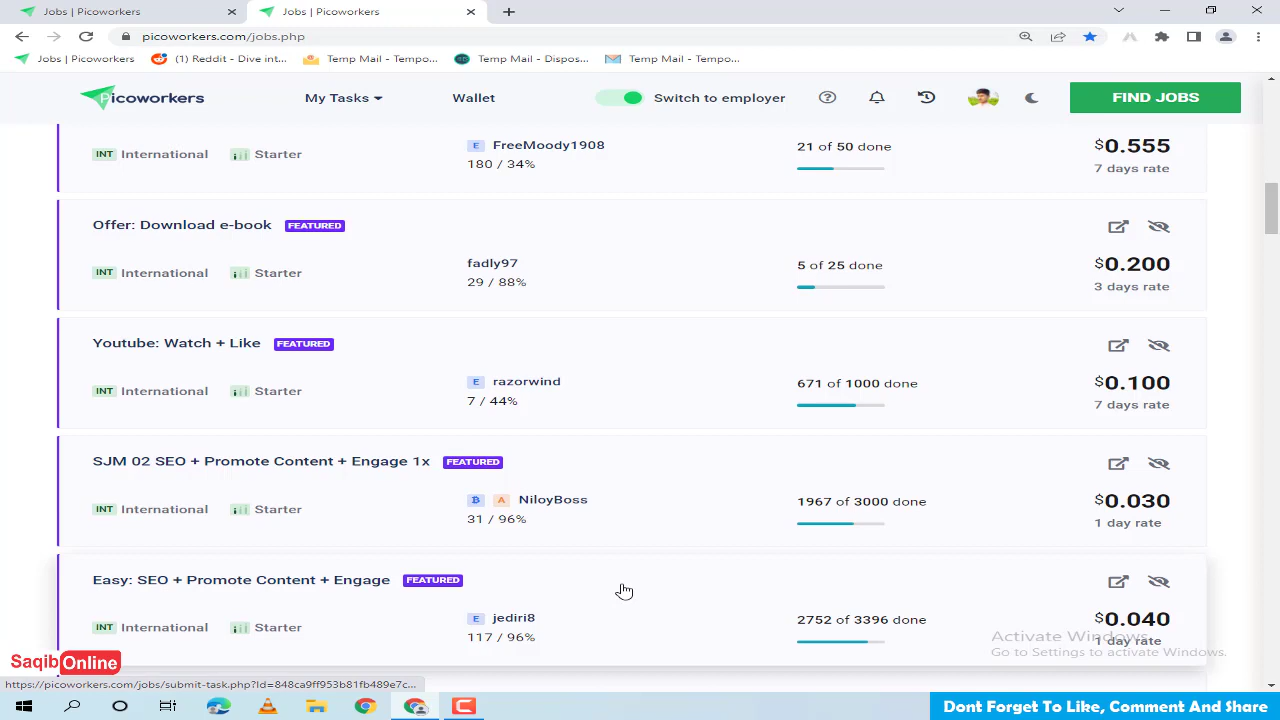 Jobs | Picoworkers
Jobs | Picoworkers
picoworkers.com/jobs.php
Jobs | Picoworkers
(1) Reddit - Dive int...
Temp Mail - Tempo...
Temp Mail - Dispos...
Temp Mail - Tempo...
Picoworkers
My Tasks
Wallet
Switch to employer
FIND JOBS
INT International
Starter
E FreeMoody1908
180 / 34%
21 of 50 done
$0.555
7 days rate
Offer: Download e-book FEATURED
INT International
Starter
fadly97
29 / 88%
5 of 25 done
$0.200
3 days rate
Youtube: Watch + Like FEATURED
INT International
Starter
E razorwind
7 / 44%
671 of 1000 done
$0.100
7 days rate
SJM 02 SEO + Promote Content + Engage 1x FEATURED
INT International
Starter
B A NiloyBoss
31 / 96%
1967 of 3000 done
$0.030
1 day rate
Easy: SEO + Promote Content + Engage FEATURED
INT International
Starter
E jediri8
117 / 96%
2752 of 3396 done
$0.040
1 day rate
Activate Windows
Go to Settings to activate Windows.
Saqib Online
https://picoworkers.com/jobs/submit-task.php?Id=848ca9ff953b81fb489e7c...
Dont Forget To Like, Comment And Share